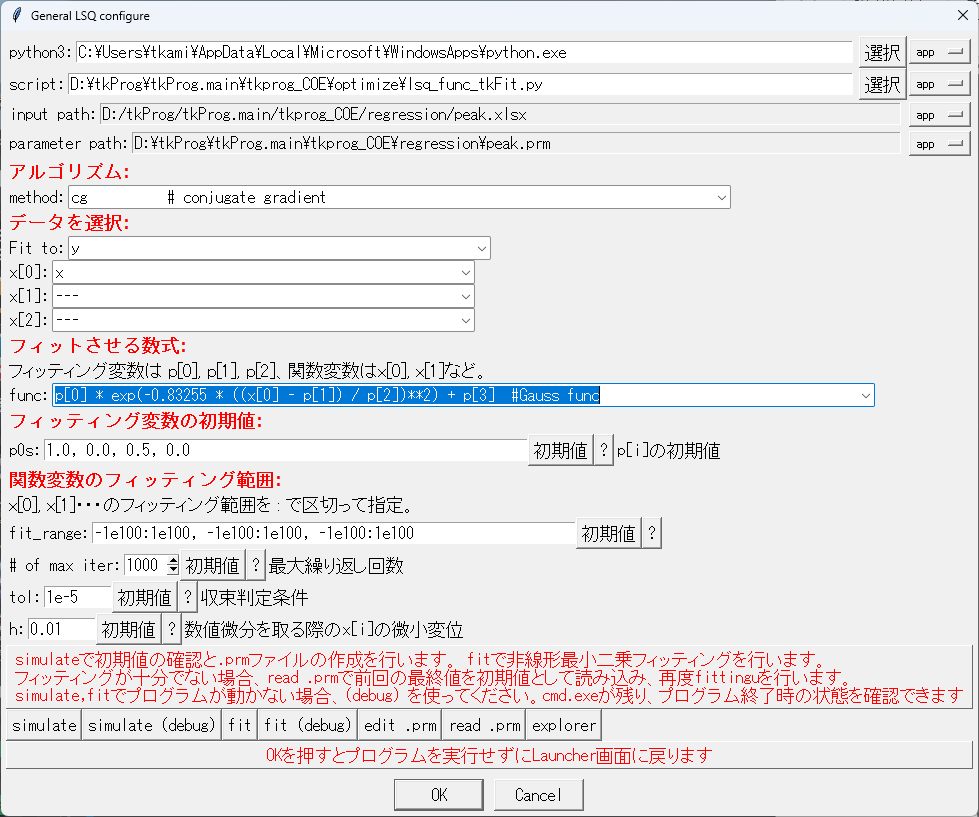 General LSQ configure
python3: C:¥Users¥tkami¥AppData¥Local¥Microsoft¥WindowsApps¥python.exe 選択 app
script: D:¥tkProg¥tkProg.main¥tkprog_COE¥optimize¥lsq_func_tkFit.py 選択 app
input path: D:/tkProg/tkProg.main/tkprog_COE/regression/peak.xlsx app
parameter path: D:¥tkProg¥tkProg.main¥tkprog_COE¥regression¥peak.prm app
アルゴリズム:
method: cg # conjugate gradient
データを選択:
Fit to: y
x[0]: x
x[1]: ---
x[2]: ---
フィットさせる数式:
フィッティング変数は p[0], p[1], p[2]、関数変数はx[0], x[1]など。
func: p[0] * exp(-0.83255 * ((x[0] - p[1]) / p[2])**2) + p[3] #Gauss func
フィッティング変数の初期値:
p0s: 1.0, 0.0, 0.5, 0.0 初期値 ? p[i]の初期値
関数変数のフィッティング範囲:
x[0], x[1]・・・のフィッティング範囲を : で区切って指定。
fit_range: -1e100:1e100, -1e100:1e100, -1e100:1e100 初期値 ?
# of max iter: 1000 初期値 ? 最大繰り返し回数
tol: 1e-5 初期値 ? 収束判定条件
h: 0.01 初期値 ? 数値微分を取る際のx[i]の微小変位
simulateで初期値の確認と.prmファイルの作成を行います。 fitで非線形最小二乗フィッティングを行います。
フィッティングが十分でない場合、read .prmで前回の最終値を初期値として読み込み、再度fittinguを行います。
simulate,fitでプログラムが動かない場合、(debug) を使ってください。cmd.exeが残り、プログラム終了時の状態を確認できます
simulate simulate (debug) fit fit (debug) edit .prm read .prm explorer
OKを押すとプログラムを実行せずにLauncher画面に戻ります
OK Cancel